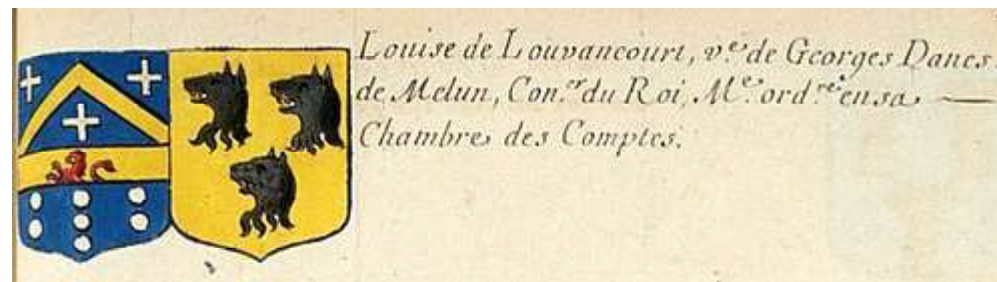 Louise de Louvancourt, v.e de Georges Danes.
de Melun, Con.er du Roi, M.e ord.re en sa
Chambre des Comptes.